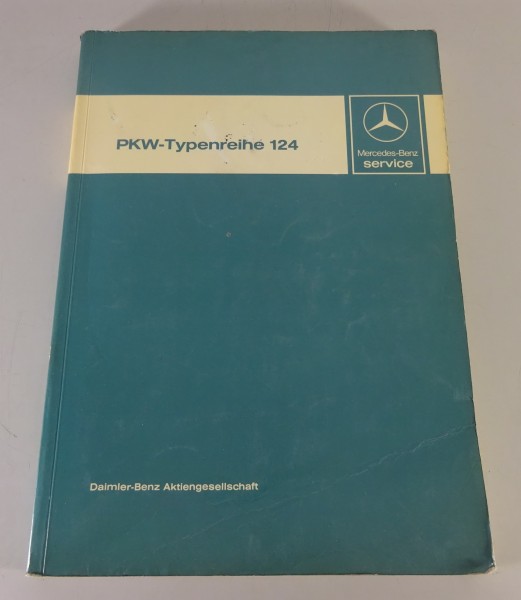 PKW-Typenreihe 124
Mercedes-Benz
service
Daimler-Benz Aktiengesellschaft